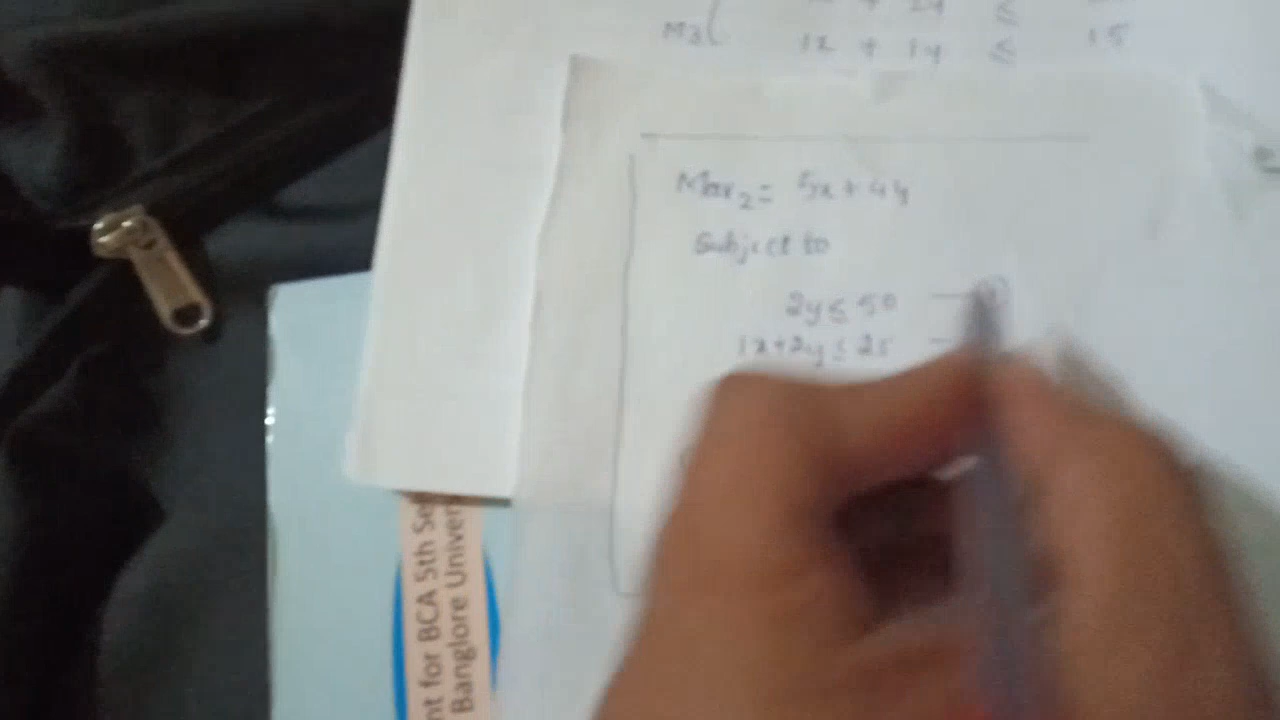 1x + 1y ≤ 15
Max z = 5x + 4y
Subject to
2y ≤ 50
1x+2y ≤ 25
nt for BCA 5th Se
Banglore Univer